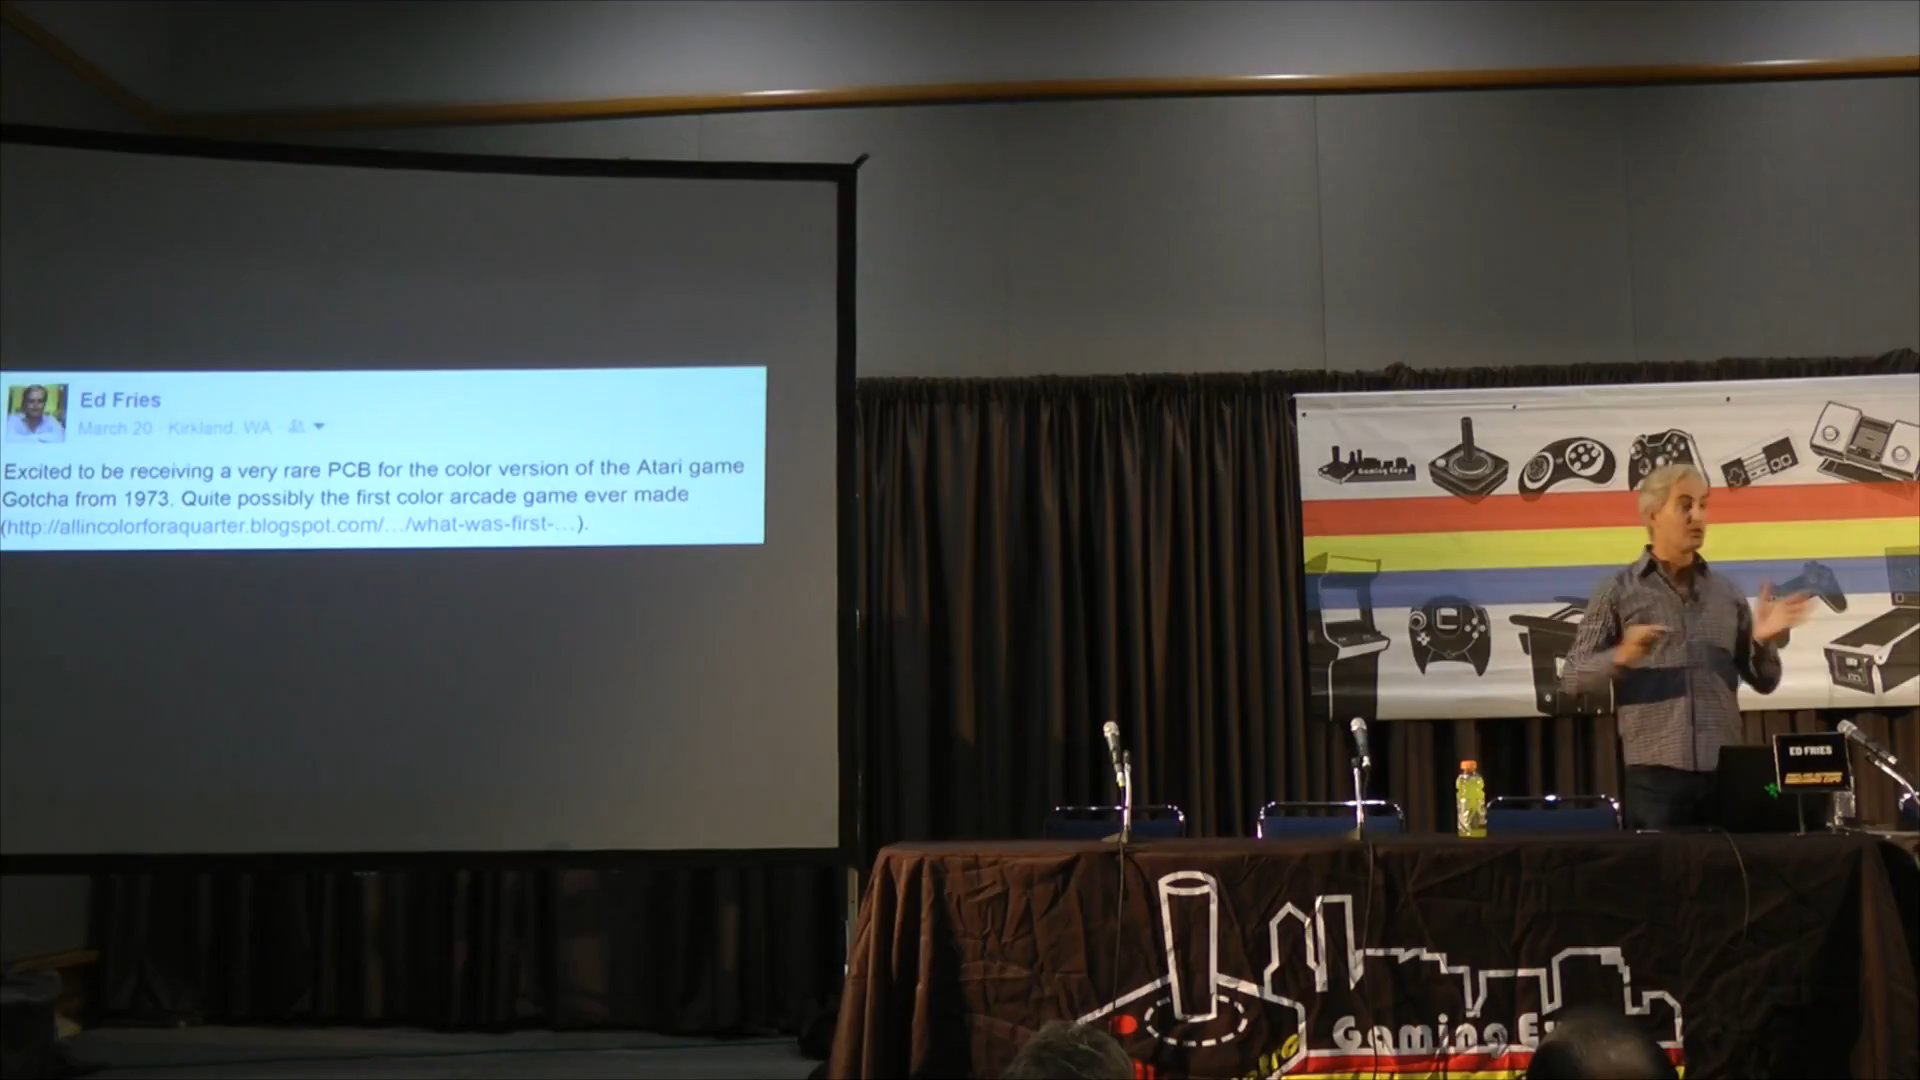 Ed Fries
March 20 · Kirkland, WA
Excited to be receiving a very rare PCB for the color version of the Atari game
Gotcha from 1973. Quite possibly the first color arcade game ever made
(http://allincolorforaquarter.blogspot.com/…/what-was-first-…).
Gaming Expo
ED FRIES
Gaming E